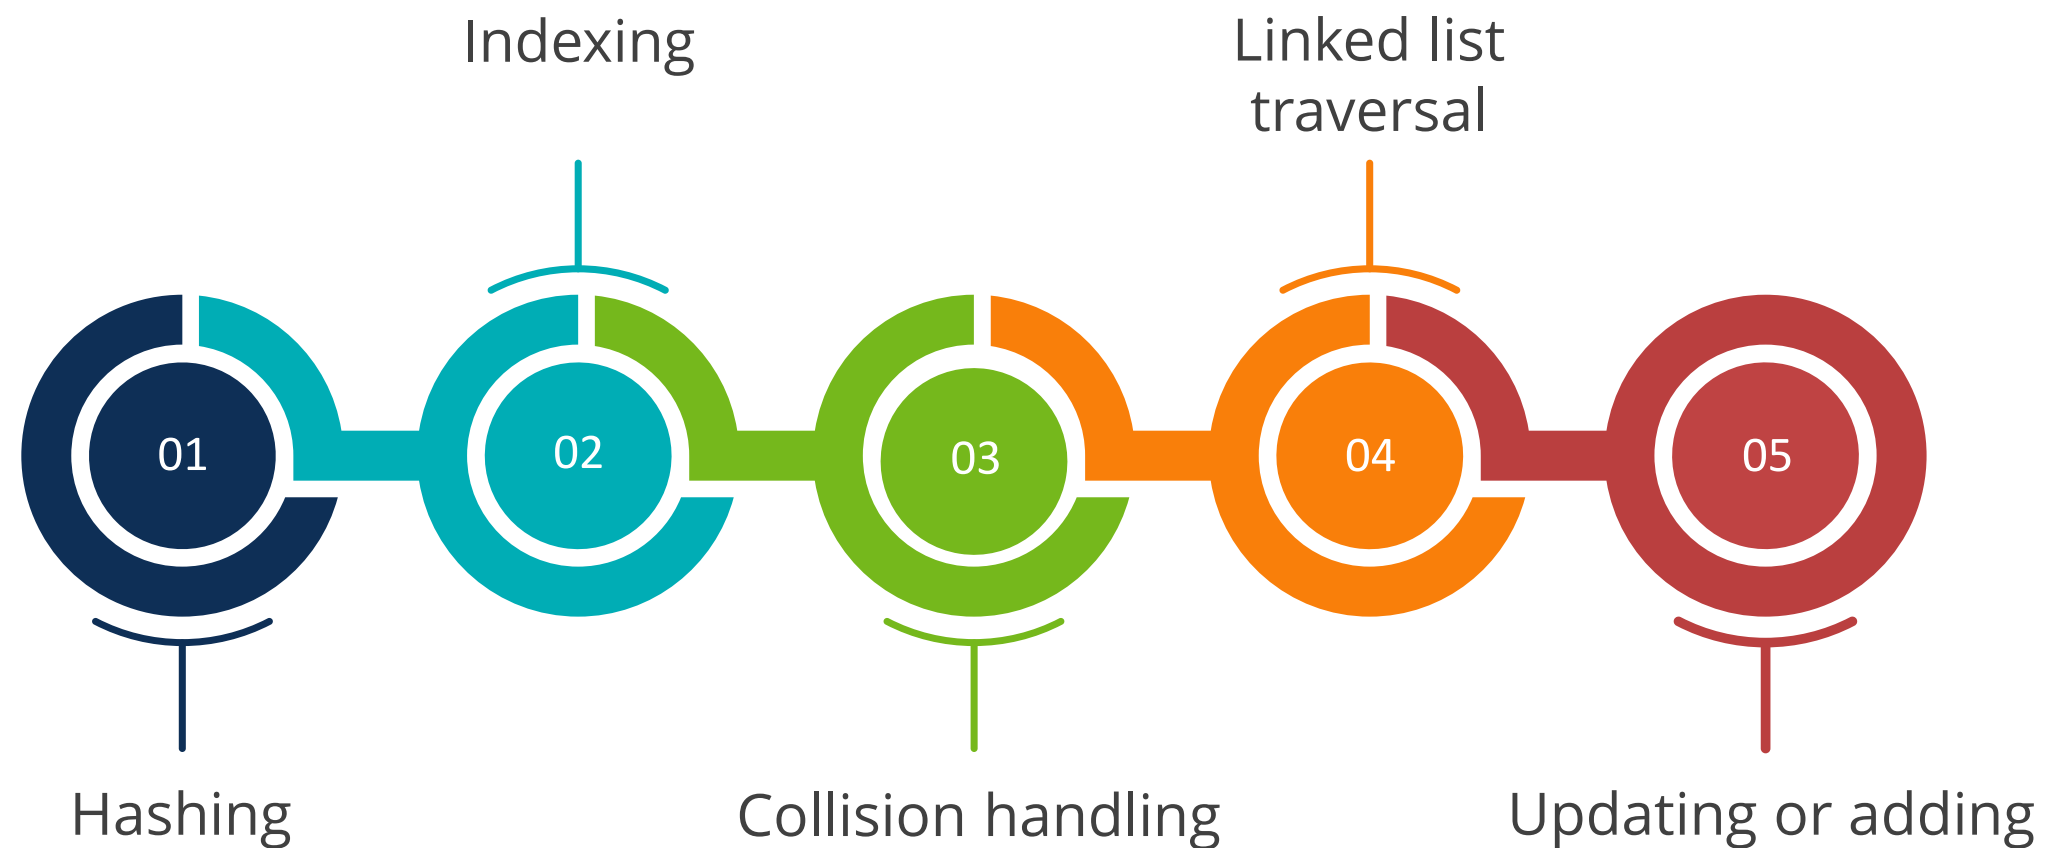 Indexing
Linked list
traversal
01
02
03
04
05
Hashing
Collision handling
Updating or adding